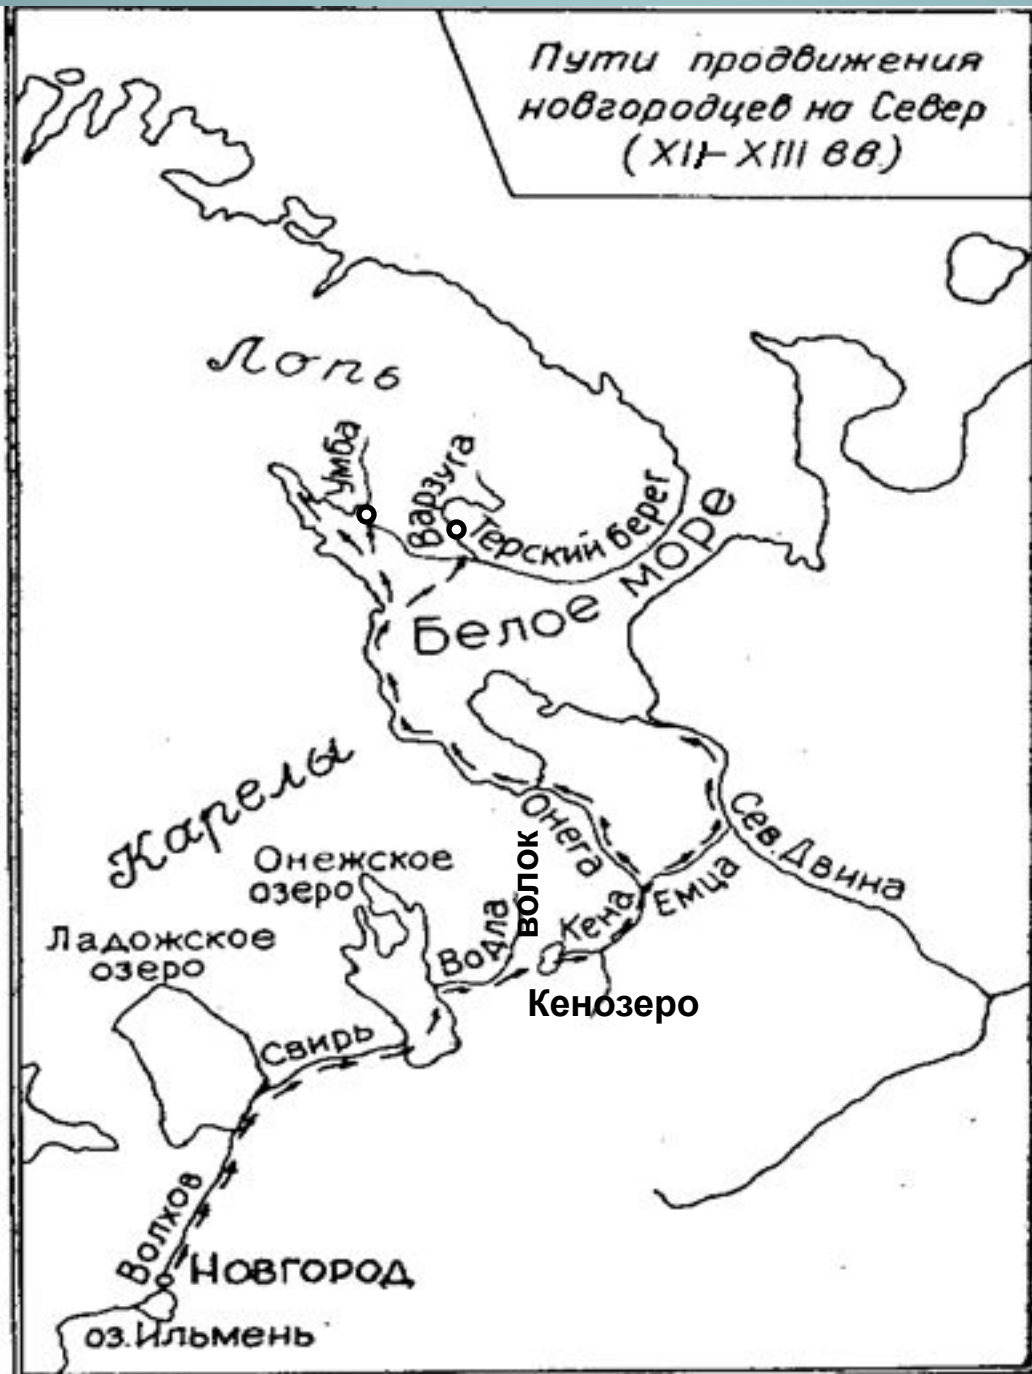 Пути продвижения
новгородцев на Север
(XII–XIII вв.)
Лопь
Умба
Варзуга
Терский берег
Белое море
Карелы
Онега
Сев. Двина
волок
Онежское
озеро
Кена
Емца
Водла
Ладожское
озеро
Кенозеро
Свирь
Волхов
Новгород
оз. Ильмень